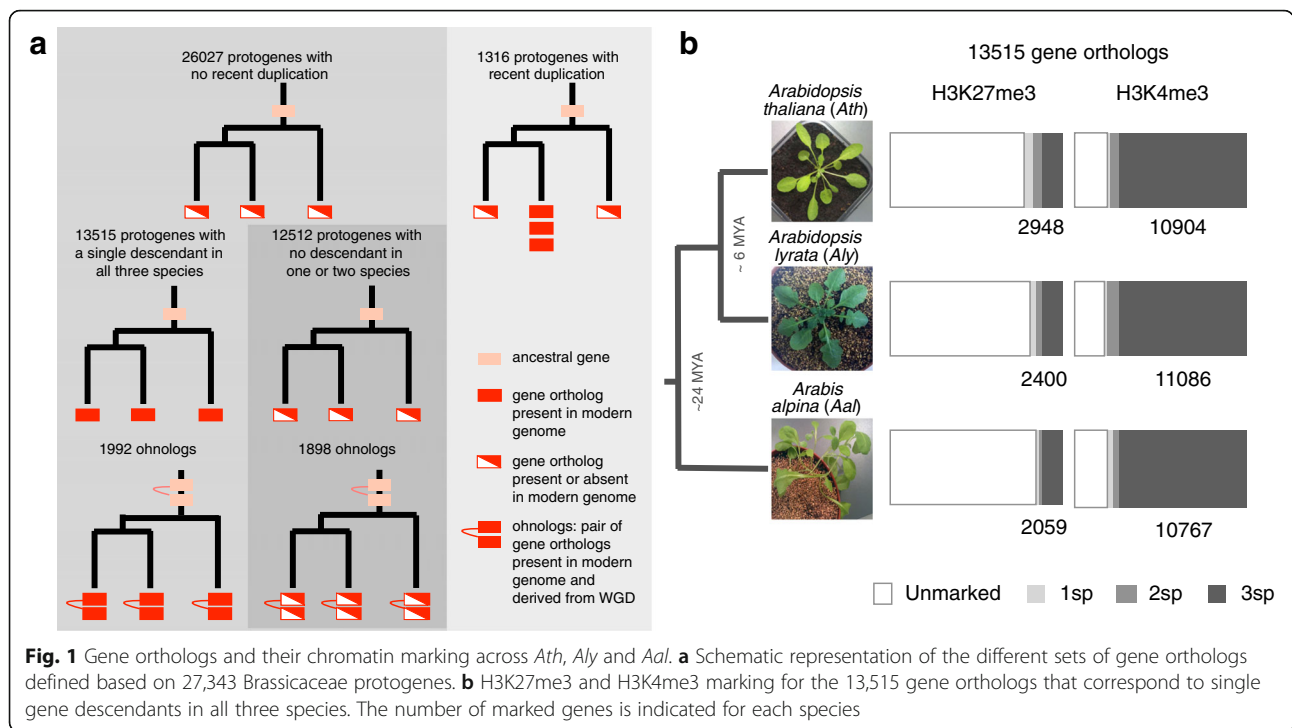 a
26027 protogenes with
no recent duplication
1316 protogenes with
recent duplication
13515 protogenes with
a single descendant in
all three species
12512 protogenes with
no descendant in
one or two species
1992 ohnologs
1898 ohnologs
ancestral gene
gene ortholog
present in modern
genome
gene ortholog
present or absent
in modern genome
ohnologs: pair of
gene orthologs
present in modern
genome and
derived from WGD
b
13515 gene orthologs
H3K27me3
H3K4me3
Arabidopsis
thaliana (Ath)
2948
10904
~ 6 MYA
Arabidopsis
lyrata (Aly)
2400
11086
~24 MYA
Arabis
alpina (Aal)
2059
10767
Unmarked
1sp
2sp
3sp
Fig. 1 Gene orthologs and their chromatin marking across Ath, Aly and Aal. a Schematic representation of the different sets of gene orthologs
defined based on 27,343 Brassicaceae protogenes. b H3K27me3 and H3K4me3 marking for the 13,515 gene orthologs that correspond to single
gene descendants in all three species. The number of marked genes is indicated for each species